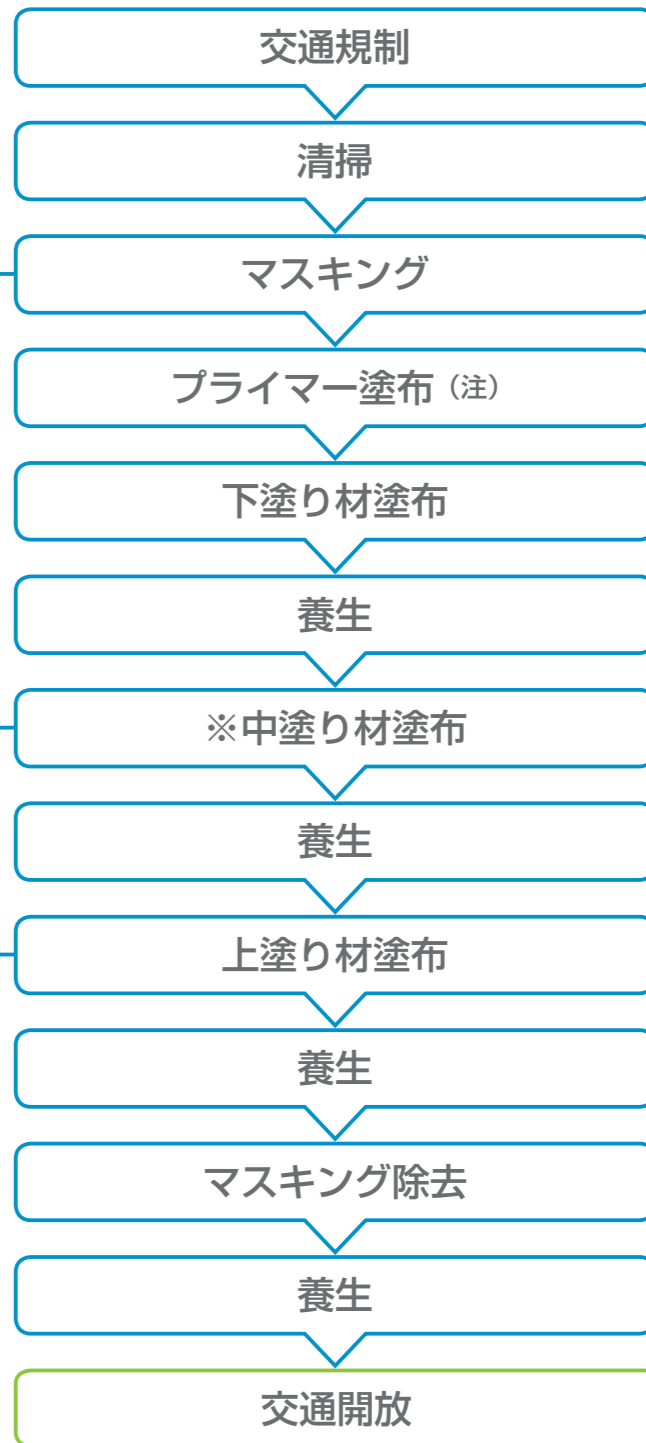 交通規制
清掃
マスキング
プライマー塗布（注）
下塗り材塗布
養生
※中塗り材塗布
養生
上塗り材塗布
養生
マスキング除去
養生
交通開放